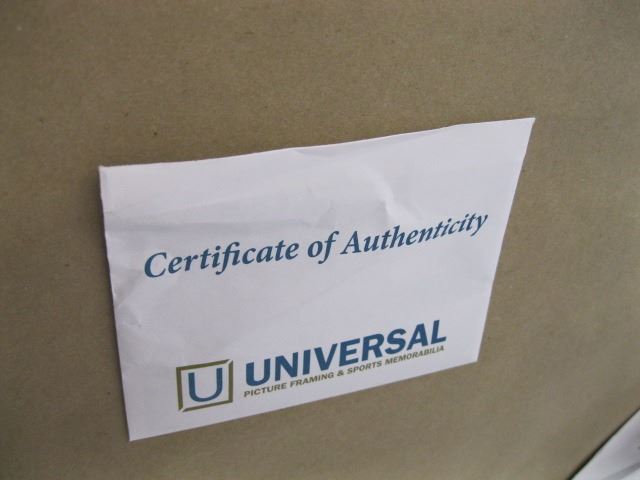 Certificate of Authenticity
U UNIVERSAL
PICTURE FRAMING & SPORTS MEMORABILIA